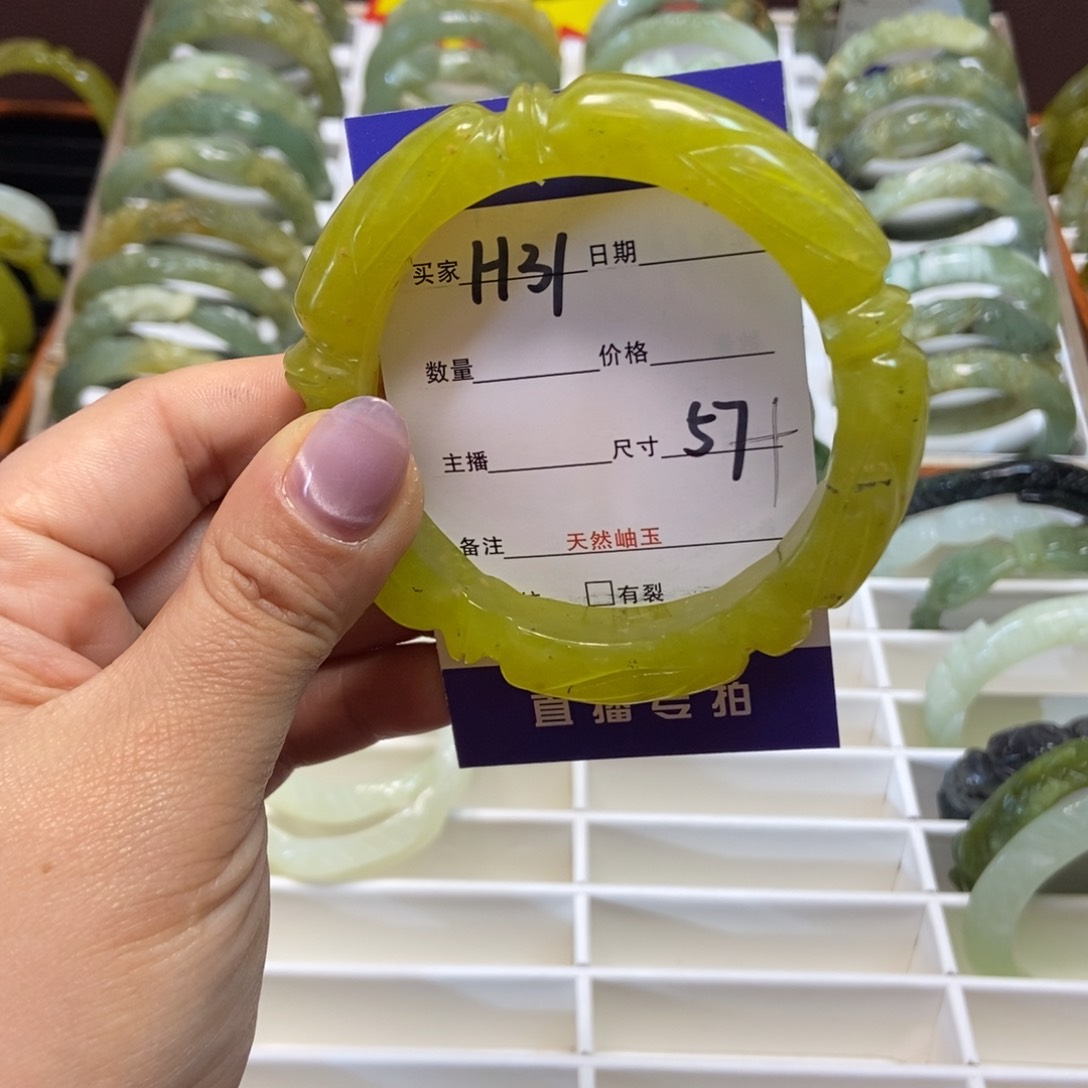 买家 H31 日期
数量 价格
主播 尺寸 57+
备注 天然岫玉
□有裂
直播专拍